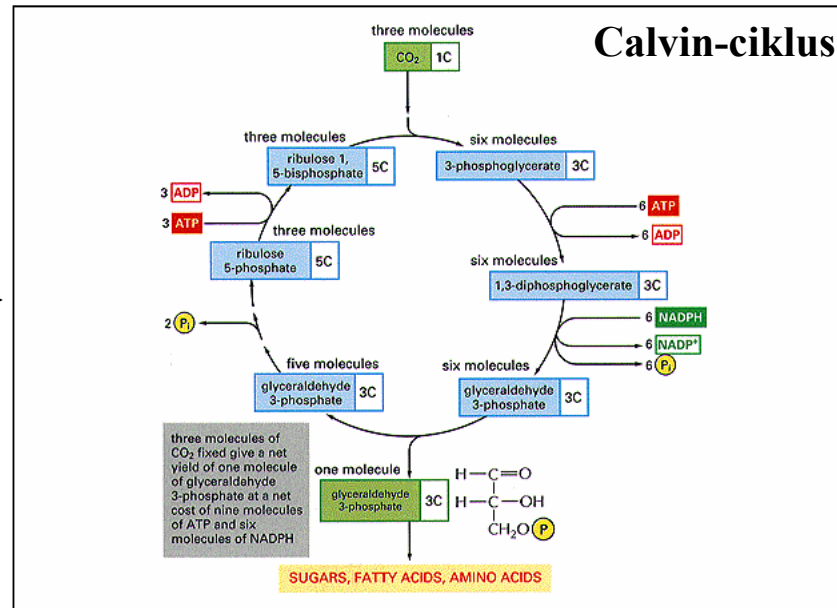 Calvin-ciklus
three molecules
CO₂ 1C
three molecules
ribulose 1,
5-bisphosphate 5C
six molecules
3-phosphoglycerate 3C
3 ADP
3 ATP
6 ATP
6 ADP
three molecules
ribulose
5-phosphate 5C
six molecules
1,3-diphosphoglycerate 3C
2 Pi
6 NADPH
6 NADP⁺
6 Pi
five molecules
glyceraldehyde
3-phosphate 3C
six molecules
glyceraldehyde
3-phosphate 3C
three molecules of
CO₂ fixed give a net
yield of one molecule
of glyceraldehyde
3-phosphate at a net
cost of nine molecules
of ATP and six
molecules of NADPH
one molecule
glyceraldehyde
3-phosphate 3C
H—C=O
H—C—OH
CH₂O P
SUGARS, FATTY ACIDS, AMINO ACIDS